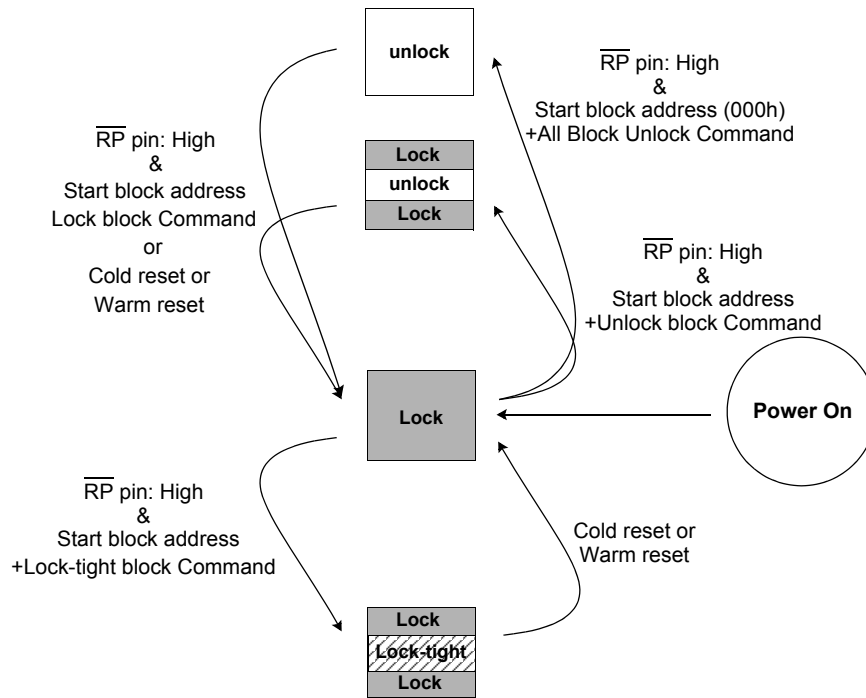 unlock
RP pin: High
&
Start block address (000h)
+All Block Unlock Command
RP pin: High
&
Start block address
Lock block Command
or
Cold reset or
Warm reset
Lock
unlock
Lock
RP pin: High
&
Start block address
+Unlock block Command
Lock
Power On
RP pin: High
&
Start block address
+Lock-tight block Command
Cold reset or
Warm reset
Lock
Lock-tight
Lock